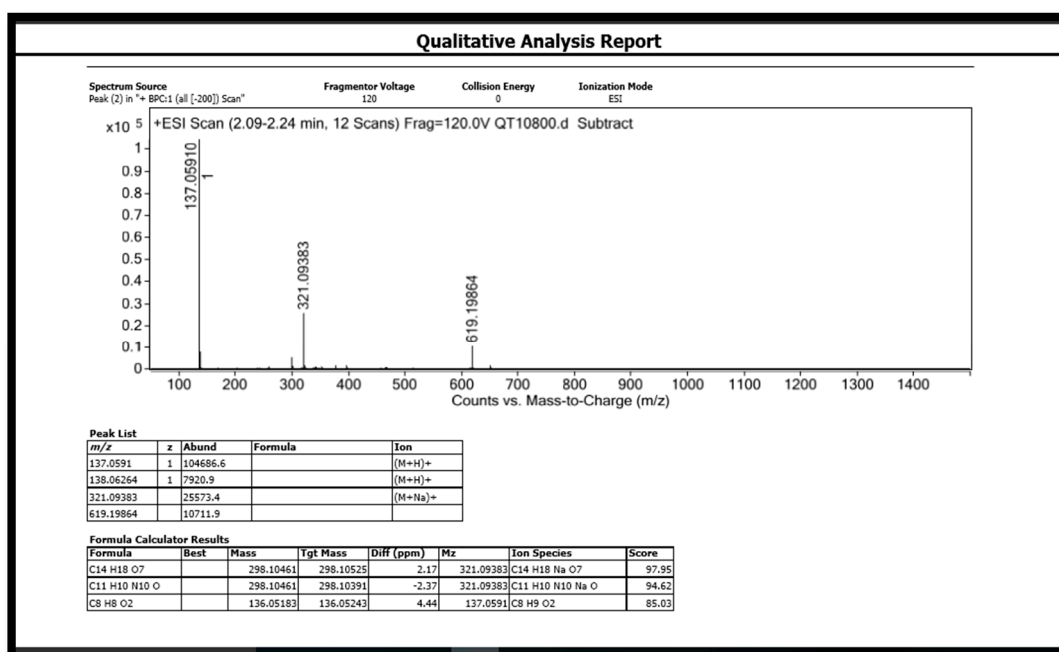 Qualitative Analysis Report
Spectrum Source Fragmentor Voltage Collision Energy Ionization Mode
Peak (2) in "+ BPC:1 (all [-200]) Scan" 120 0 ESI
x10 5 +ESI Scan (2.09-2.24 min, 12 Scans) Frag=120.0V QT10800.d Subtract
1
0.9
0.8
0.7
0.6
0.5
0.4
0.3
0.2
0.1
0
137.05910
1
321.09383
619.19864
100 200 300 400 500 600 700 800 900 1000 1100 1200 1300 1400
Counts vs. Mass-to-Charge (m/z)
Peak List
m/z z Abund Formula Ion
137.0591 1 104686.6 (M+H)+
138.06264 1 7920.9 (M+H)+
321.09383 25573.4 (M+Na)+
619.19864 10711.9
Formula Calculator Results
Formula Best Mass Tgt Mass Diff (ppm) Mz Ion Species Score
C14 H18 O7 298.10461 298.10525 2.17 321.09383 C14 H18 Na O7 97.95
C11 H10 N10 O 298.10461 298.10391 -2.37 321.09383 C11 H10 N10 Na O 94.62
C8 H8 O2 136.05183 136.05243 4.44 137.0591 C8 H9 O2 85.03